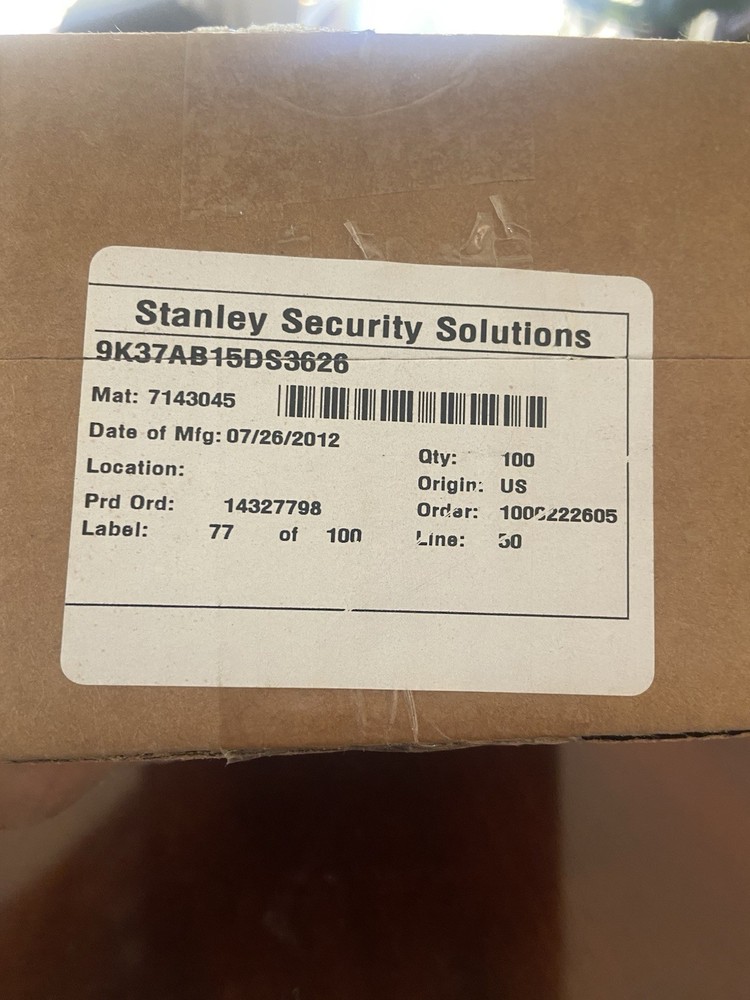 Stanley Security Solutions
9K37AB15DS3626
Mat: 7143045
Date of Mfg: 07/26/2012
Qty: 100
Location:
Origin: US
Prd Ord: 14327798
Order:
Label: 77 of 100
Line: 50